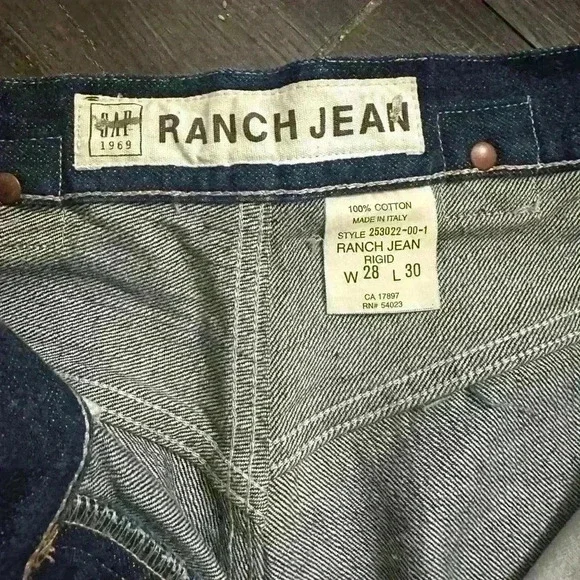 GAP
1969
RANCH JEAN
100% COTTON
MADE IN ITALY
STYLE 253022-00-1
RANCH JEAN
RIGID
W 28 L 30
CA 17897
RN# 54023